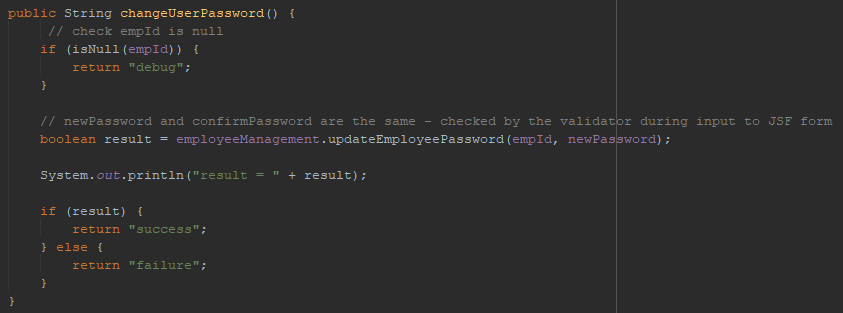 public String changeUserPassword() {
// check empId is null
if (isNull(empId)) {
return "debug";
}
// newPassword and confirmPassword are the same - checked by the validator during input to JSF form
boolean result = employeeManagement.updateEmployeePassword(empId, newPassword);
System.out.println("result = " + result);
if (result) {
return "success";
} else {
return "failure";
}
}